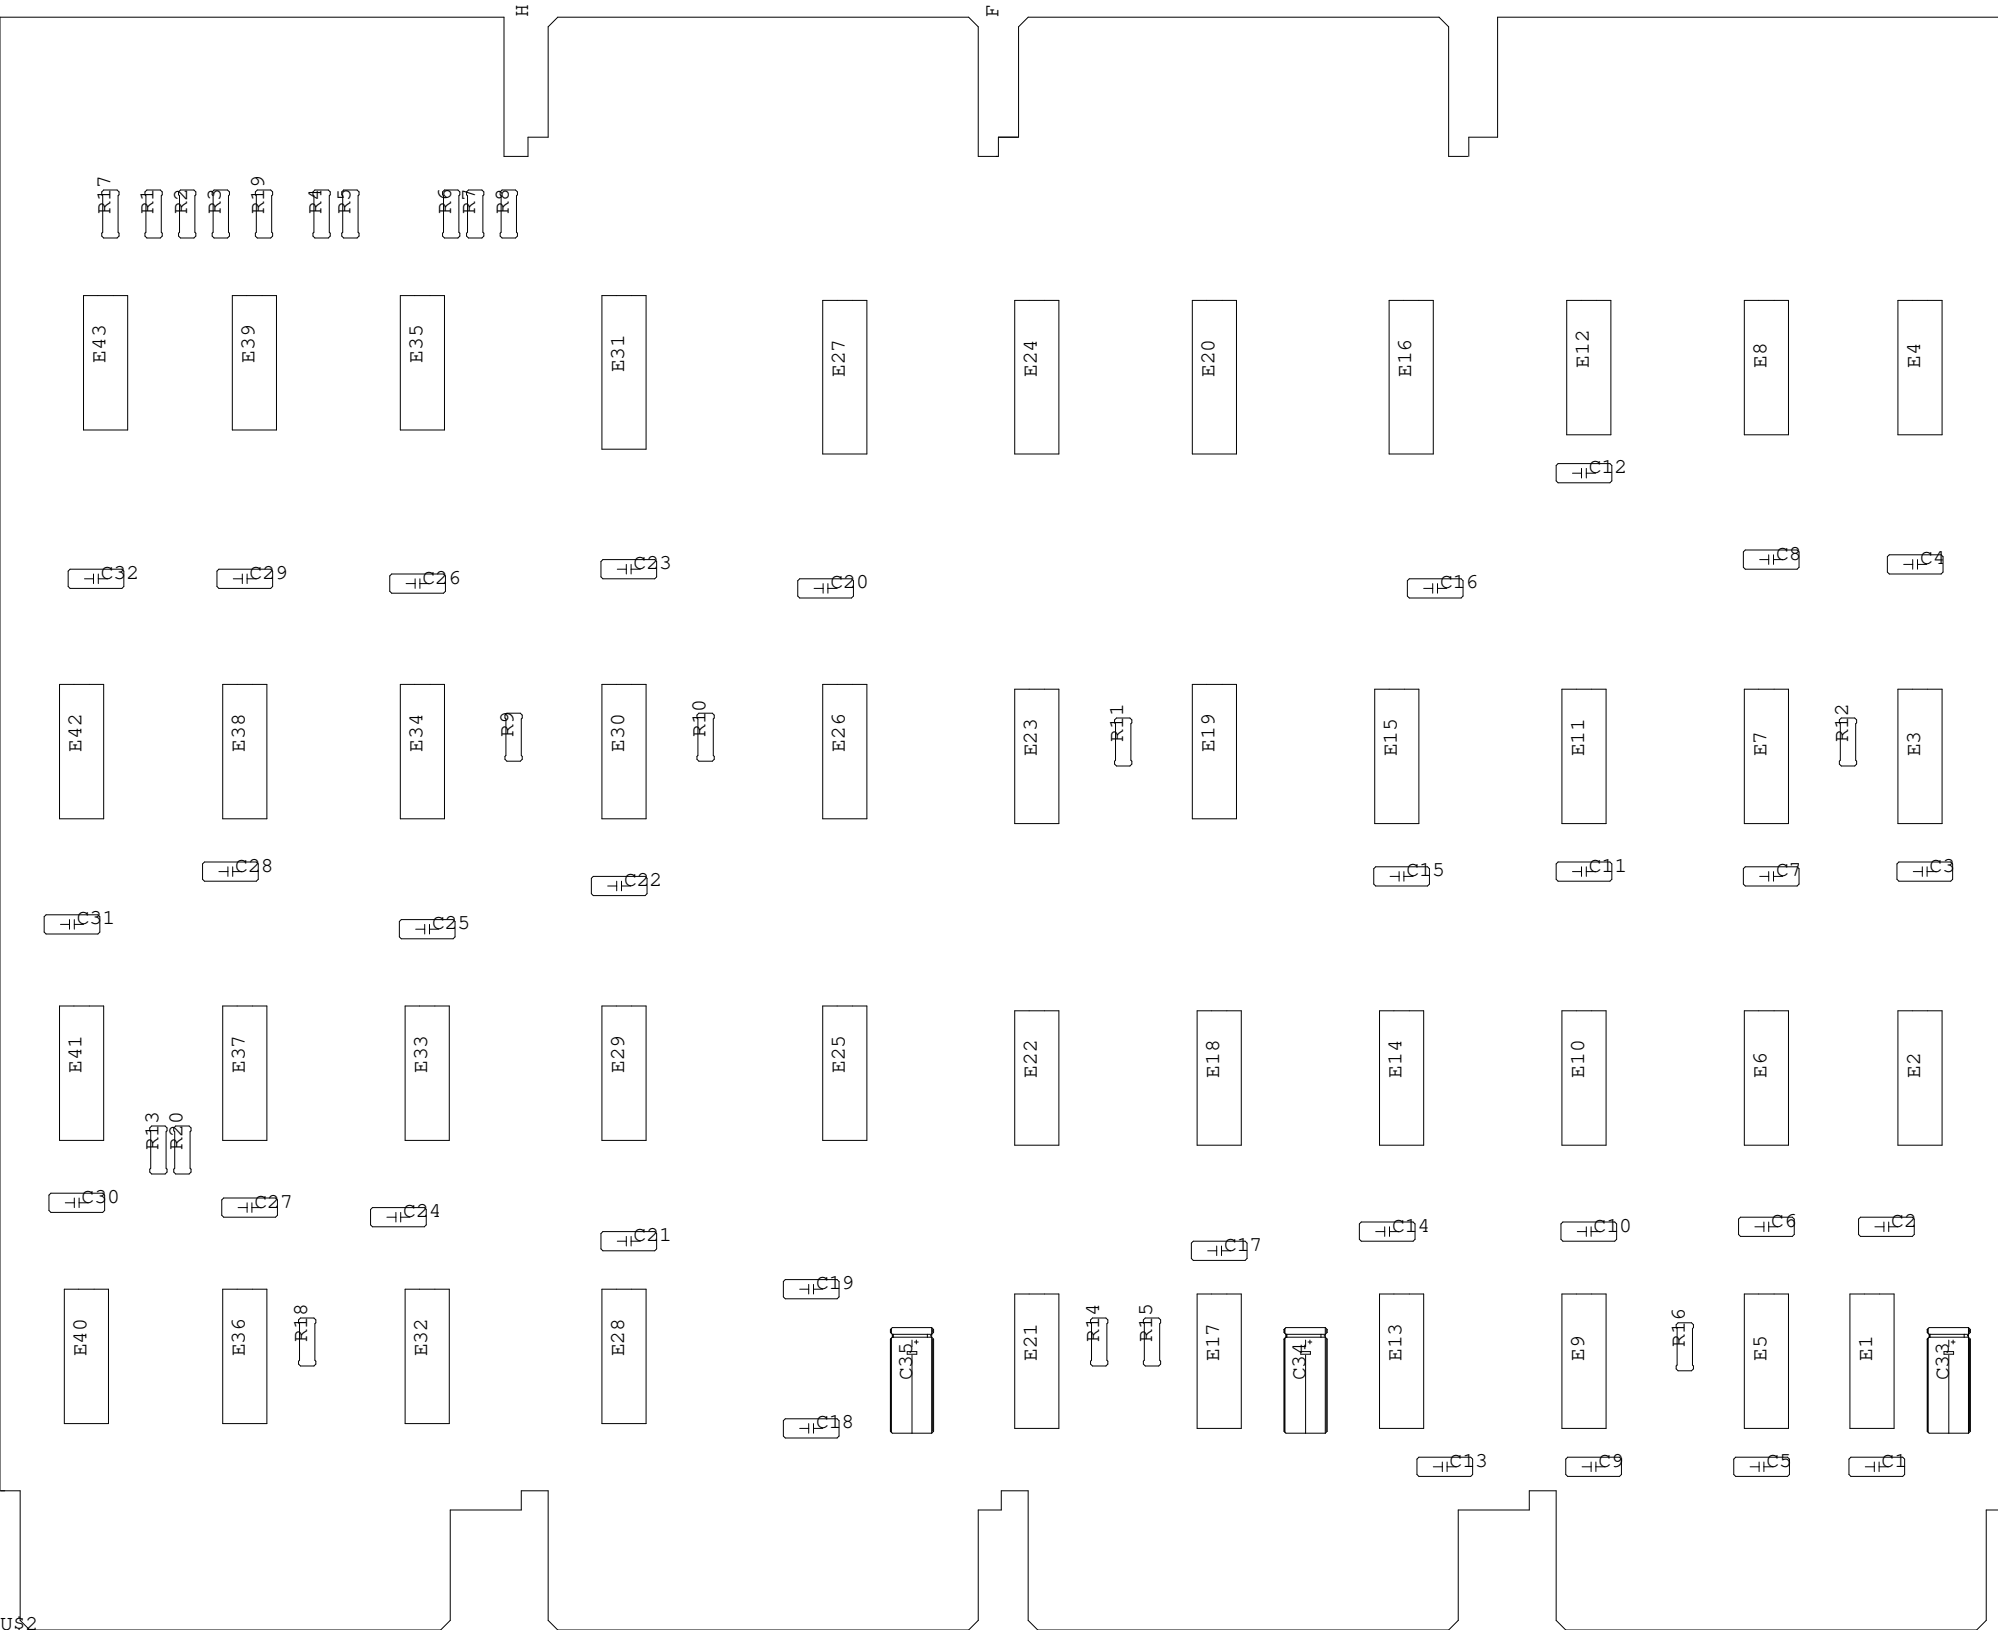 H F
R17 R1 R2 R3 R19 R4 R5 R6 R7 R8
E43 E39 E35 E31 E27 E24 E20 E16 E12 E8 E4
C12
C32 C29 C26 C23 C20 C16 C8 C4
E42 E38 E34 R9 E30 R10 E26 E23 R11 E19 E15 E11 E7 R12 E3
C28 C22 C15 C11 C7 C3
C31 C25
E41 E37 E33 E29 E25 E22 E18 E14 E10 E6 E2
R13 R20
C30 C27 C24 C21 C17 C14 C10 C6 C2
C19
E40 E36 R18 E32 E28 C35 E21 R14 R15 E17 C34 E13 E9 R16 E5 E1 C33
C18
C13 C9 C5 C1
US2